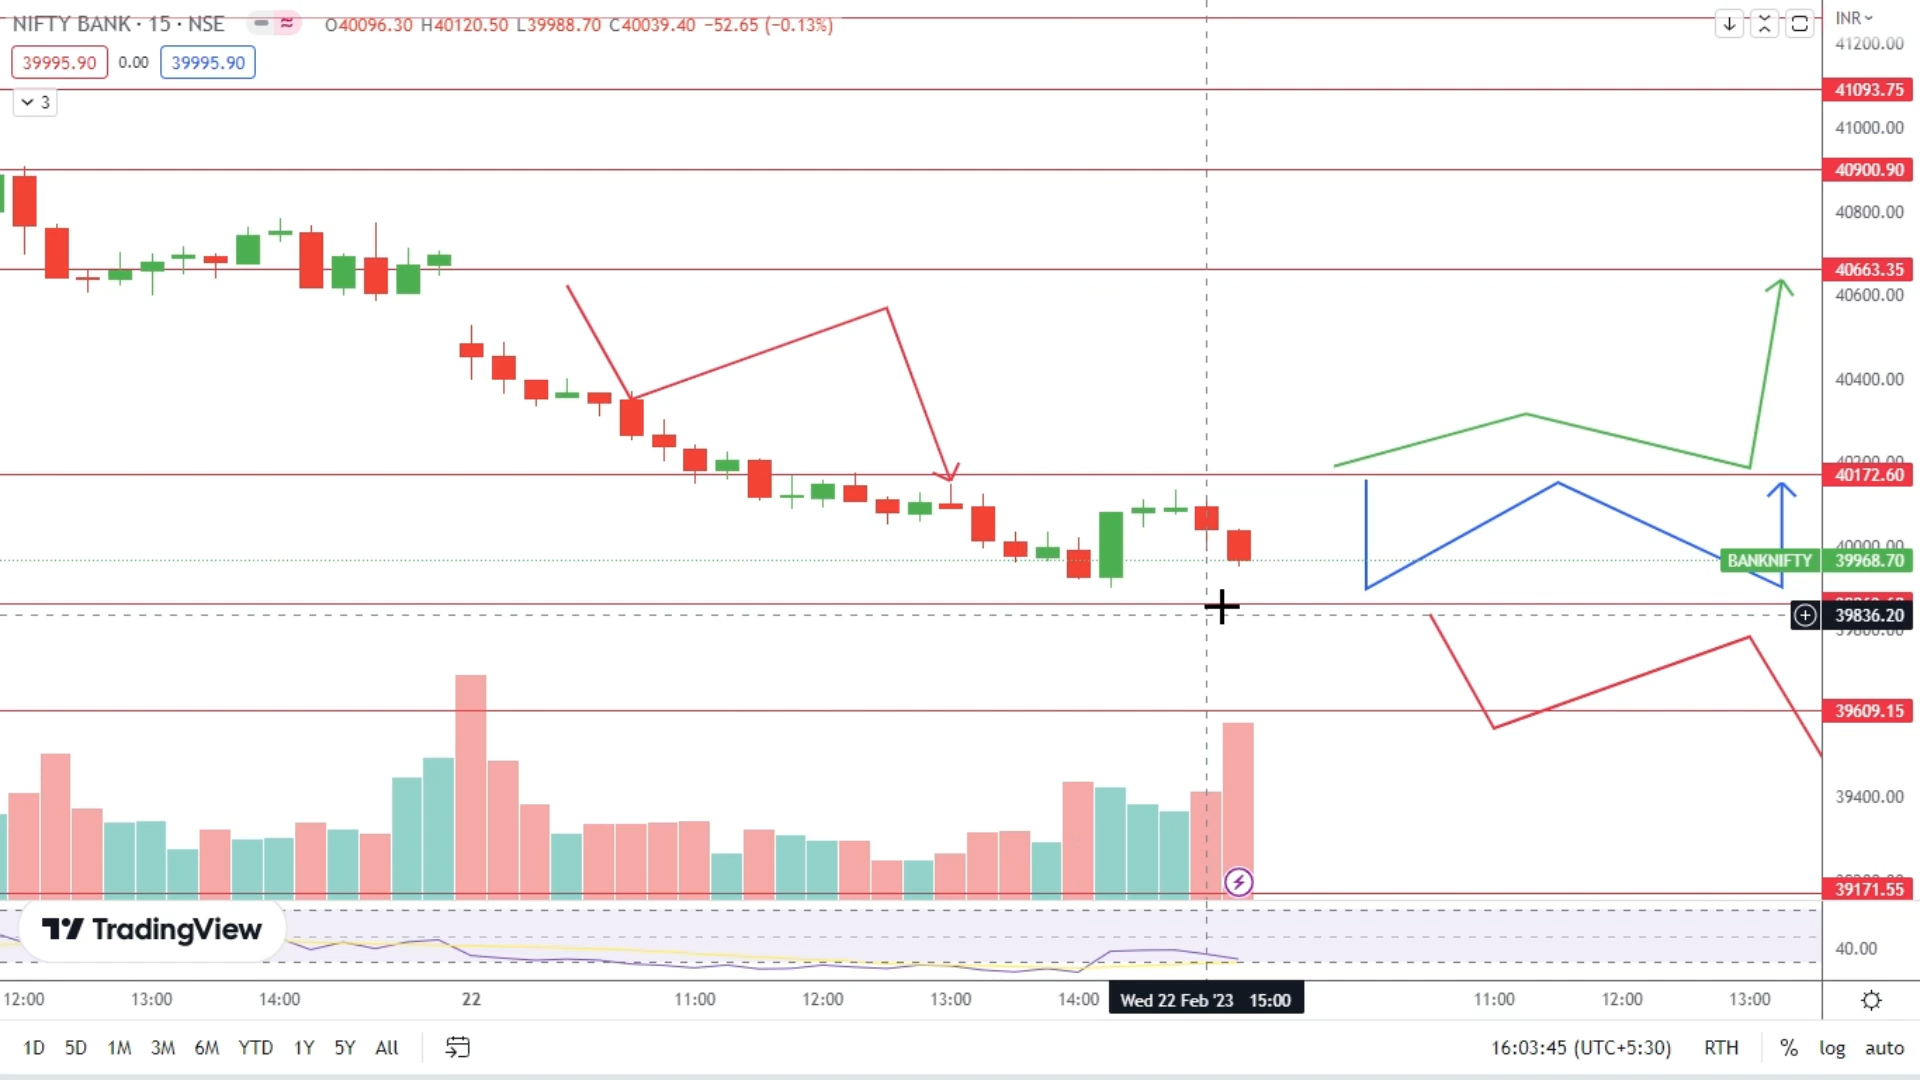 NIFTY BANK · 15 · NSE O40096.30 H40120.50 L39988.70 C40039.40 −52.65 (−0.13%)
INR
41200.00
39995.90 0.00 39995.90
3
41093.75
41000.00
40900.90
40800.00
40663.35
40600.00
40400.00
40172.60
40000.00
BANKNIFTY 39968.70
39836.20
39800.00
39609.15
39400.00
39171.55
TradingView
40.00
12:00 13:00 14:00 22 11:00 12:00 13:00 14:00 Wed 22 Feb '23 15:00 11:00 12:00 13:00
1D 5D 1M 3M 6M YTD 1Y 5Y All 16:03:45 (UTC+5:30) RTH % log auto